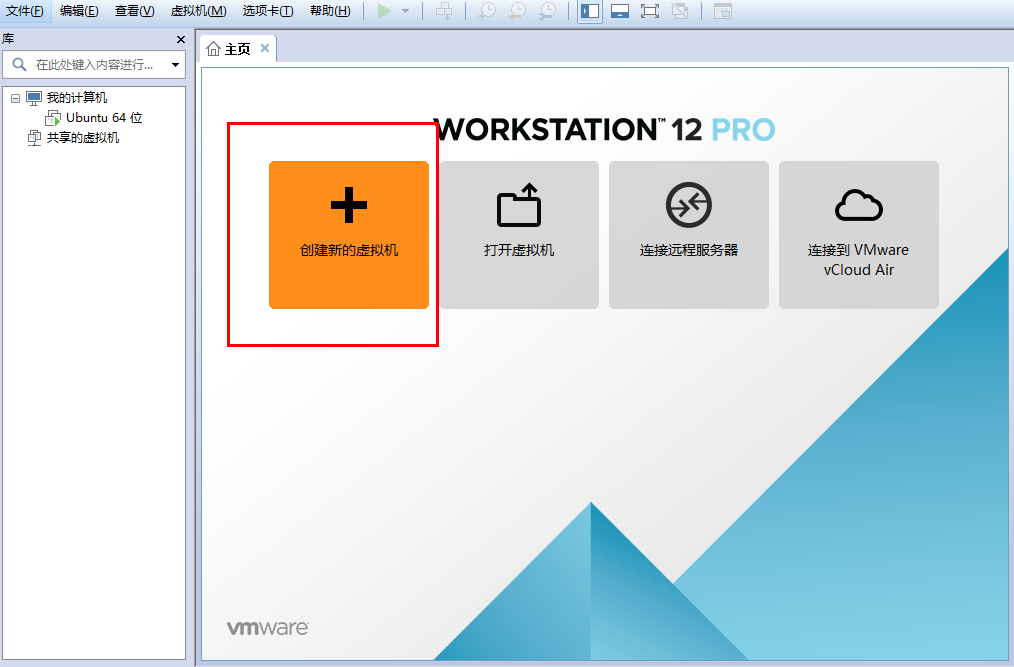 文件(F) 编辑(E) 查看(V) 虚拟机(M) 选项卡(T) 帮助(H)
库
在此处键入内容进行...
我的计算机
Ubuntu 64 位
共享的虚拟机
主页
WORKSTATION™ 12 PRO
创建新的虚拟机
打开虚拟机
连接远程服务器
连接到 VMware
vCloud Air
vmware